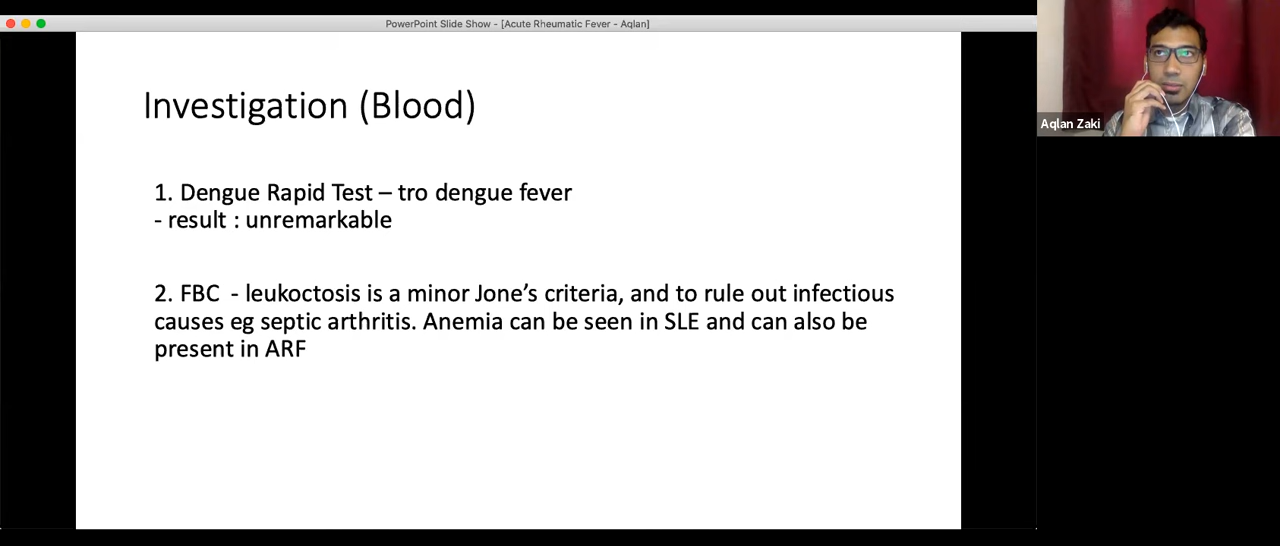 PowerPoint Slide Show - [Acute Rheumatic Fever - Aqlan]
Investigation (Blood)
1. Dengue Rapid Test – tro dengue fever
- result : unremarkable
2. FBC  - leukoctosis is a minor Jone’s criteria, and to rule out infectious
causes eg septic arthritis. Anemia can be seen in SLE and can also be
present in ARF
Aqlan Zaki